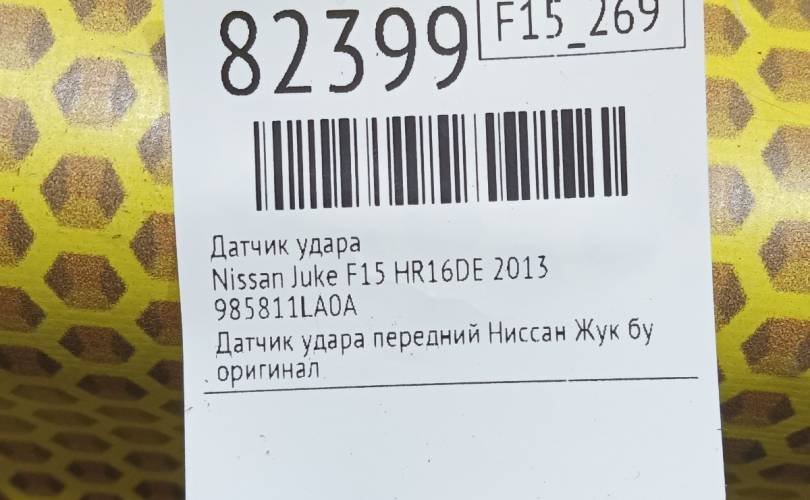 82399
F15_269
Датчик удара
Nissan Juke F15 HR16DE 2013
985811LA0A
Датчик удара передний Ниссан Жук бу
оригинал